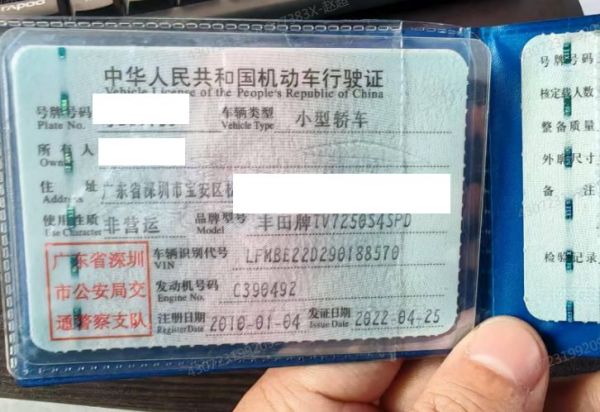 中华人民共和国机动车行驶证
Vehicle License of the People's Republic of China
号牌号码
Plate No.
车辆类型 小型轿车
Vehicle Type
所有人
Owner
住址 广东省深圳市宝安区
Address
使用性质 非营运 品牌型号 丰田牌TV7250S4SPD
Use Character Model
广东省深圳
市公安局交
通警察支队
车辆识别代号 LFMBE22D290188570
VIN
发动机号码 C390492
Engine No.
注册日期 2010-01-04 发证日期 2022-04-25
Register Date Issue Date
号牌号码
核定载人数
整备质量
外廓尺寸
备注
检验记录